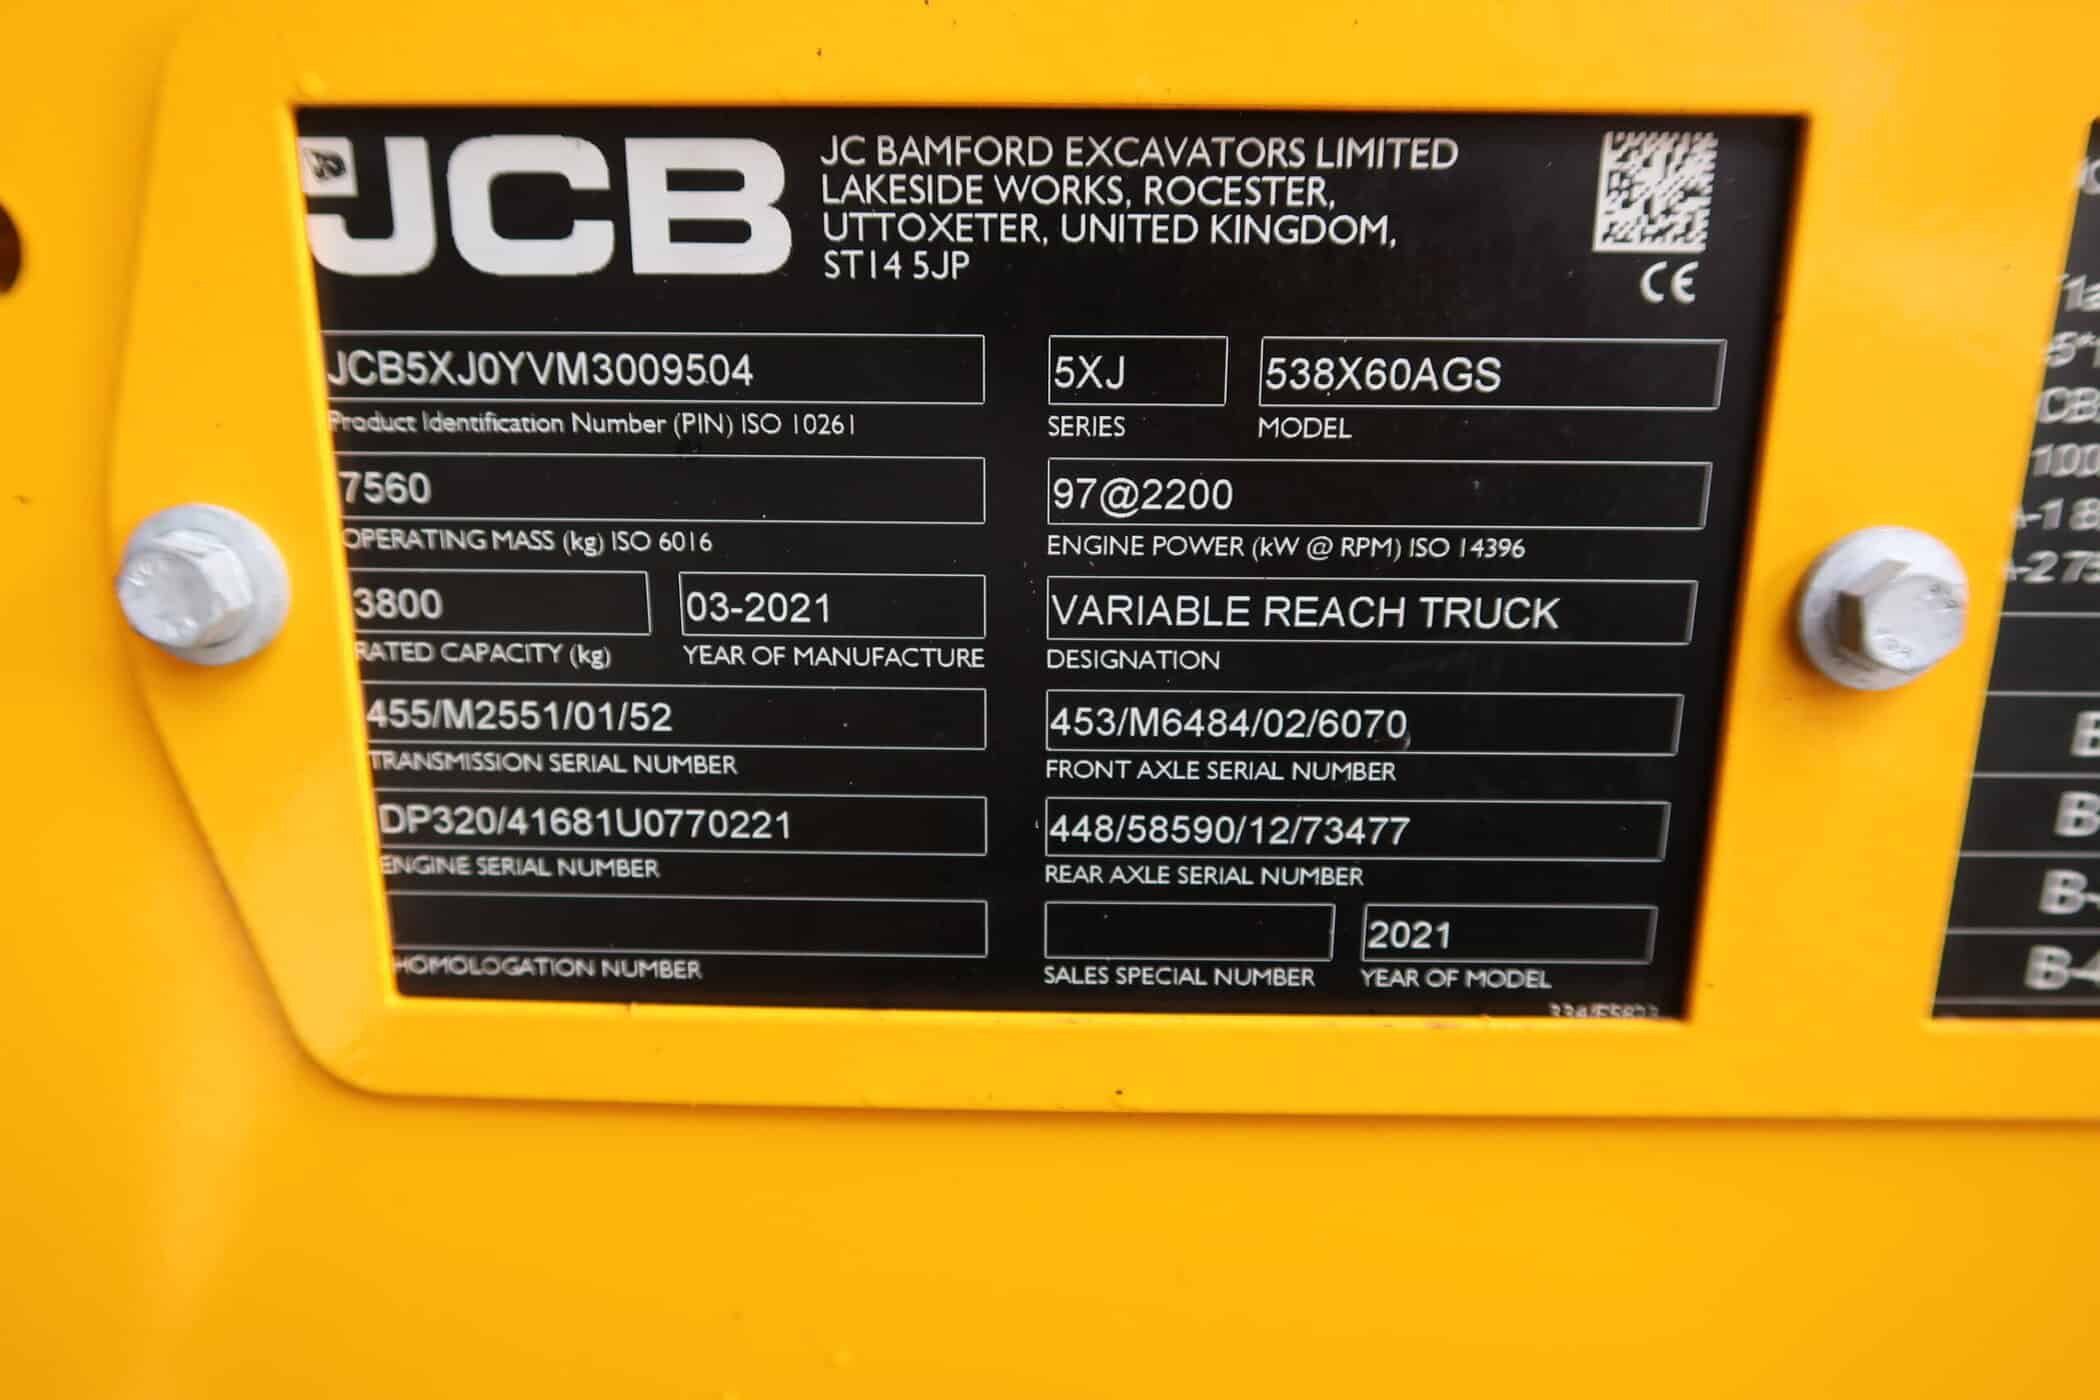 JCB
JC BAMFORD EXCAVATORS LIMITED
LAKESIDE WORKS, ROCESTER,
UTTOXETER, UNITED KINGDOM,
ST14 5JP
CE
JCB5XJ0YVM3009504
Product Identification Number (PIN) ISO 10261
5XJ
SERIES
538X60AGS
MODEL
7560
OPERATING MASS (kg) ISO 6016
97@2200
ENGINE POWER (kW @ RPM) ISO 14396
3800
RATED CAPACITY (kg)
03-2021
YEAR OF MANUFACTURE
VARIABLE REACH TRUCK
DESIGNATION
455/M2551/01/52
TRANSMISSION SERIAL NUMBER
453/M6484/02/6070
FRONT AXLE SERIAL NUMBER
DP320/41681U0770221
ENGINE SERIAL NUMBER
448/58590/12/73477
REAR AXLE SERIAL NUMBER
HOMOLOGATION NUMBER
SALES SPECIAL NUMBER
2021
YEAR OF MODEL